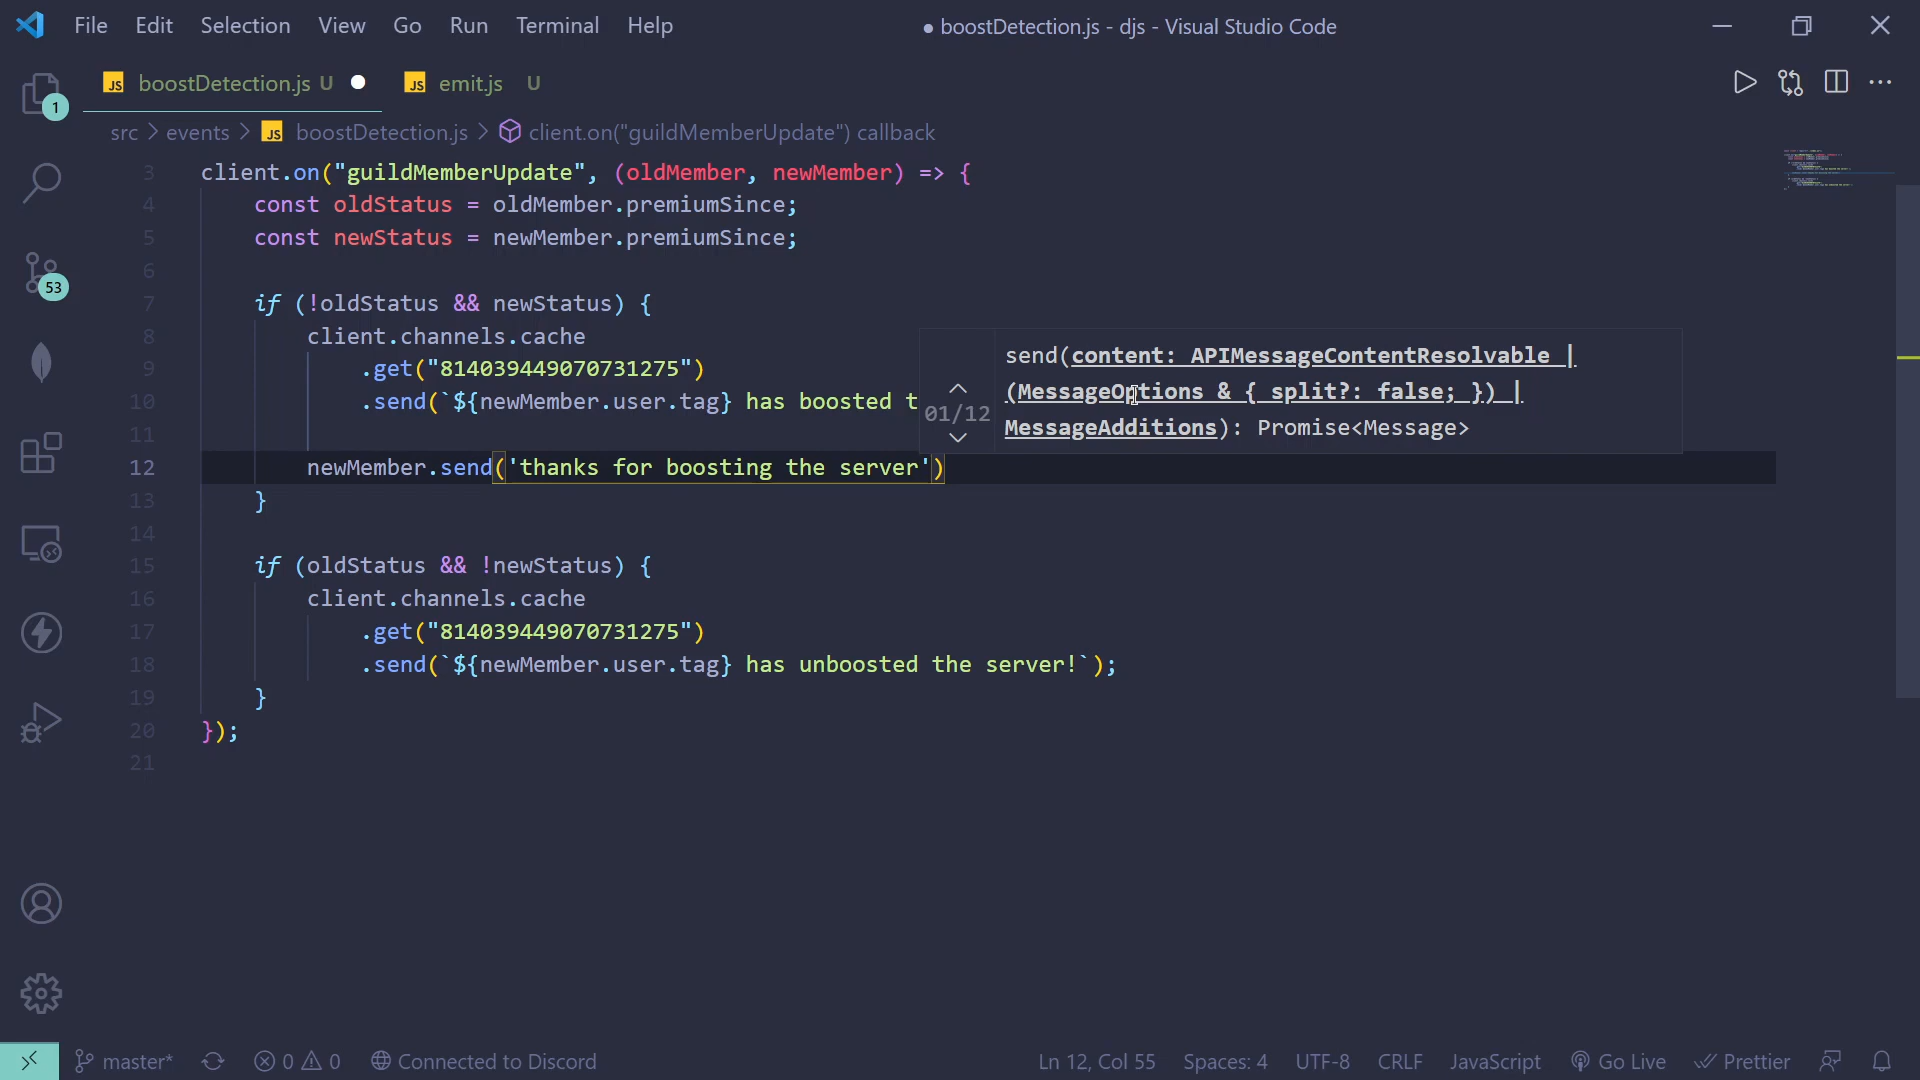 File Edit Selection View Go Run Terminal Help
● boostDetection.js - djs - Visual Studio Code
JS boostDetection.js U
JS emit.js U
1
src > events > JS boostDetection.js > client.on("guildMemberUpdate") callback
3 client.on("guildMemberUpdate", (oldMember, newMember) => {
4 const oldStatus = oldMember.premiumSince;
5 const newStatus = newMember.premiumSince;
6
7 if (!oldStatus && newStatus) {
8 client.channels.cache
9 .get("814039449070731275")
10 .send(`${newMember.user.tag} has boosted t
11
12 newMember.send('thanks for boosting the server')
13 }
14
15 if (oldStatus && !newStatus) {
16 client.channels.cache
17 .get("814039449070731275")
18 .send(`${newMember.user.tag} has unboosted the server!`);
19 }
20 });
21
send(content: APIMessageContentResolvable |
(MessageOptions & { split?: false; }) |
MessageAdditions): Promise<Message>
01/12
53
master*
0 0
Connected to Discord
Ln 12, Col 55
Spaces: 4
UTF-8
CRLF
JavaScript
Go Live
Prettier